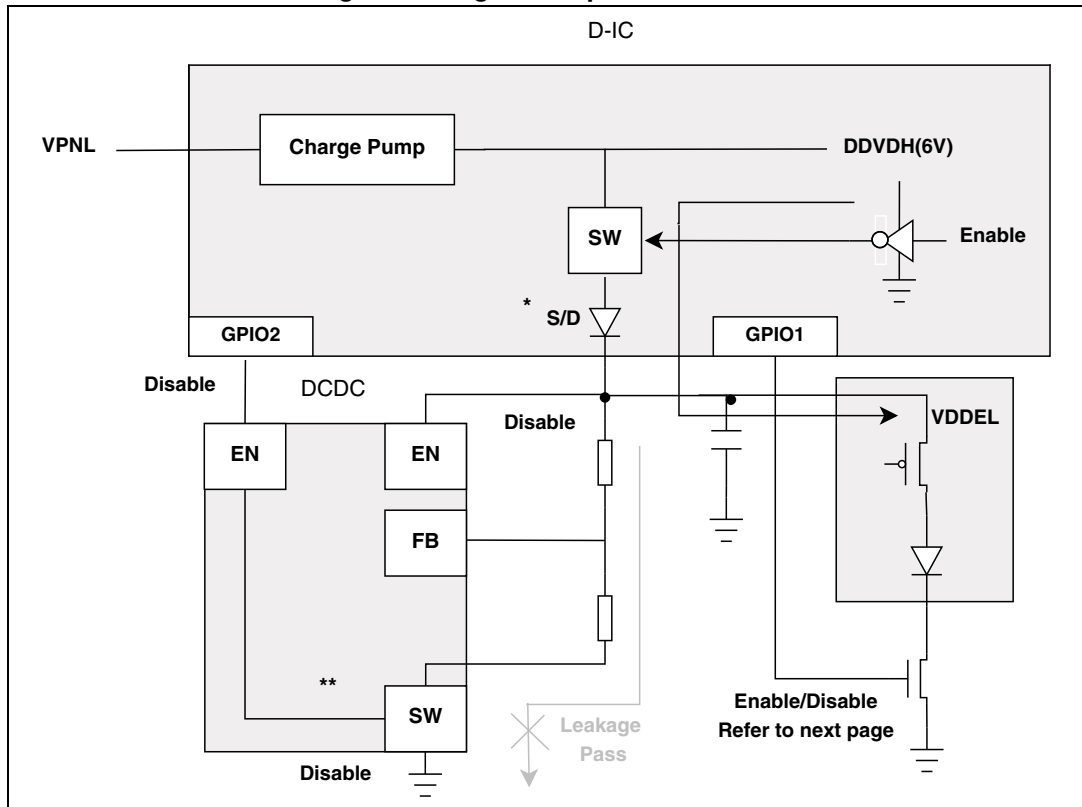 D-IC
VPNL
Charge Pump
DDVDH(6V)
SW
Enable
*
S/D
GPIO2
GPIO1
Disable
DCDC
Disable
VDDEL
EN
EN
FB
**
SW
Leakage
Pass
Enable/Disable
Refer to next page
Disable